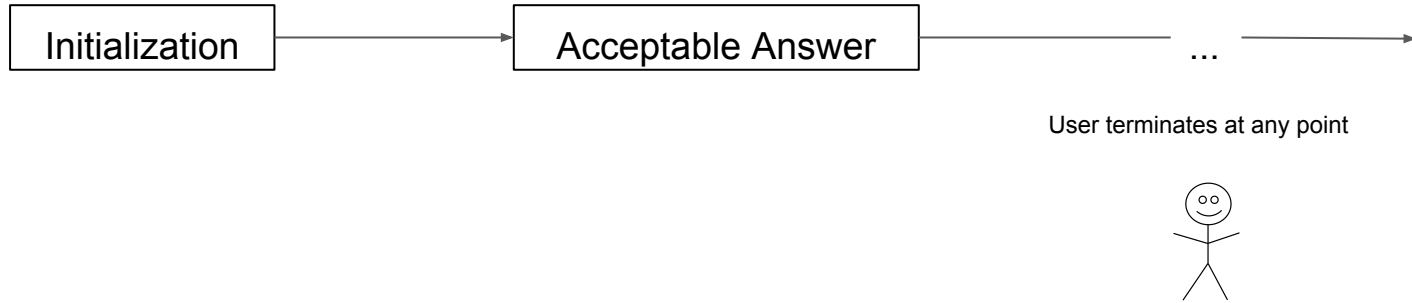 Initialization
Acceptable Answer
...
User terminates at any point